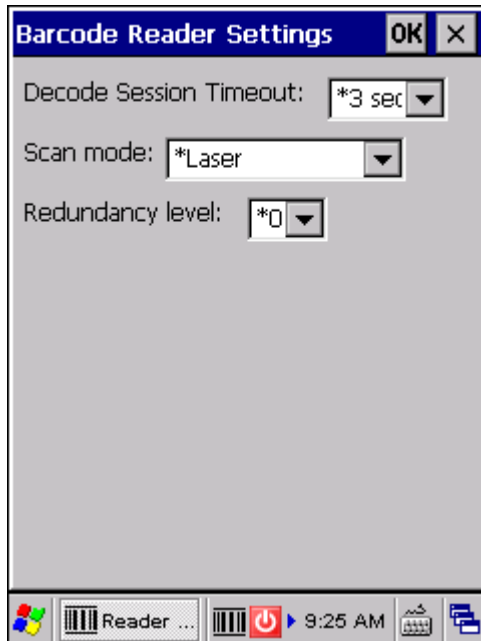 Barcode Reader Settings OK ×
Decode Session Timeout: *3 sec
Scan mode: *Laser
Redundancy level: *0
Reader ... 9:25 AM